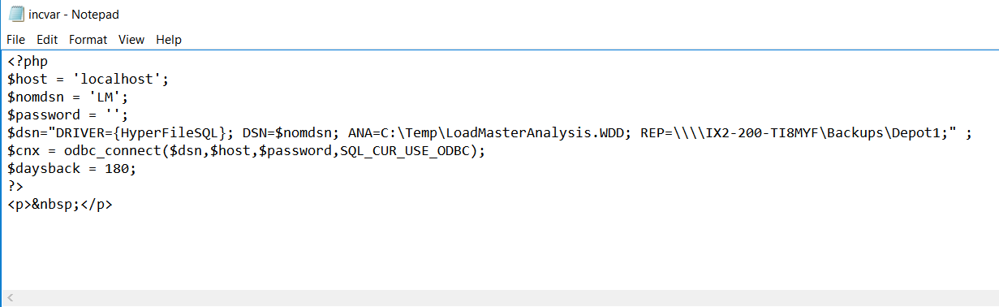 incvar - Notepad
File Edit Format View Help
<?php
$host = 'localhost';
$nomdsn = 'LM';
$password = '';
$dsn="DRIVER={HyperFileSQL}; DSN=$nomdsn; ANA=C:\Temp\LoadMasterAnalysis.WDD; REP=\\\\IX2-200-TI8MYF\Backups\Depot1;" ;
$cnx = odbc_connect($dsn,$host,$password,SQL_CUR_USE_ODBC);
$daysback = 180;
?>
<p>&nbsp;</p>